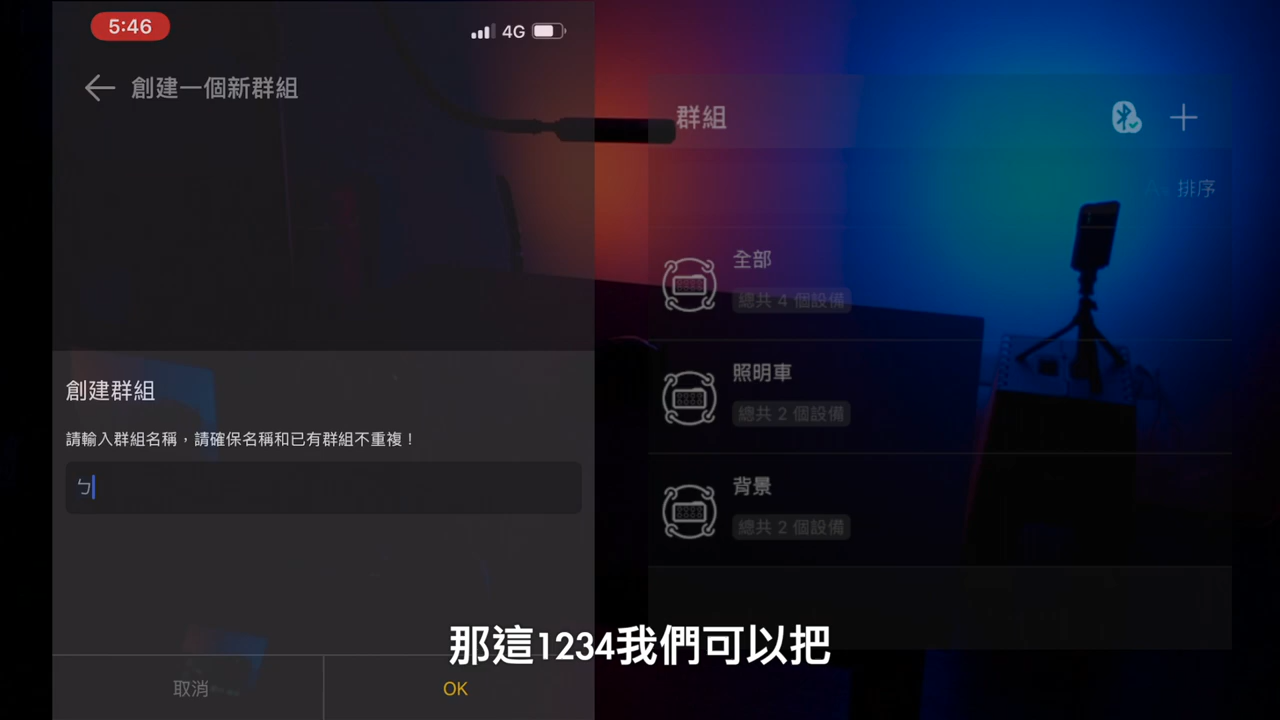 5:46
4G
創建一個新群組
創建群組
請輸入群組名稱，請確保名稱和已有群組不重複！
ㄅ
取消
OK
群組
排序
全部
總共 4 個設備
照明車
總共 2 個設備
背景
總共 2 個設備
那這1234我們可以把